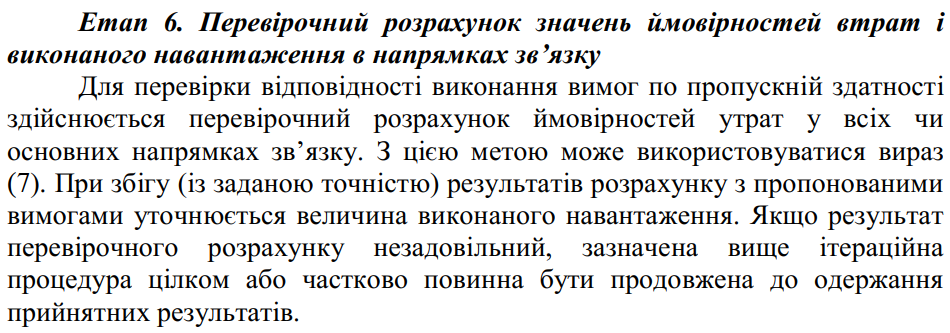 Етап 6. Перевірочний розрахунок значень ймовірностей втрат і
виконаного навантаження в напрямках зв’язку
Для перевірки відповідності виконання вимог по пропускній здатності
здійснюється перевірочний розрахунок ймовірностей утрат у всіх чи
основних напрямках зв’язку. З цією метою може використовуватися вираз
(7). При збігу (із заданою точністю) результатів розрахунку з пропонованими
вимогами уточнюється величина виконаного навантаження. Якщо результат
перевірочного розрахунку незадовільний, зазначена вище ітераційна
процедура цілком або частково повинна бути продовжена до одержання
прийнятних результатів.